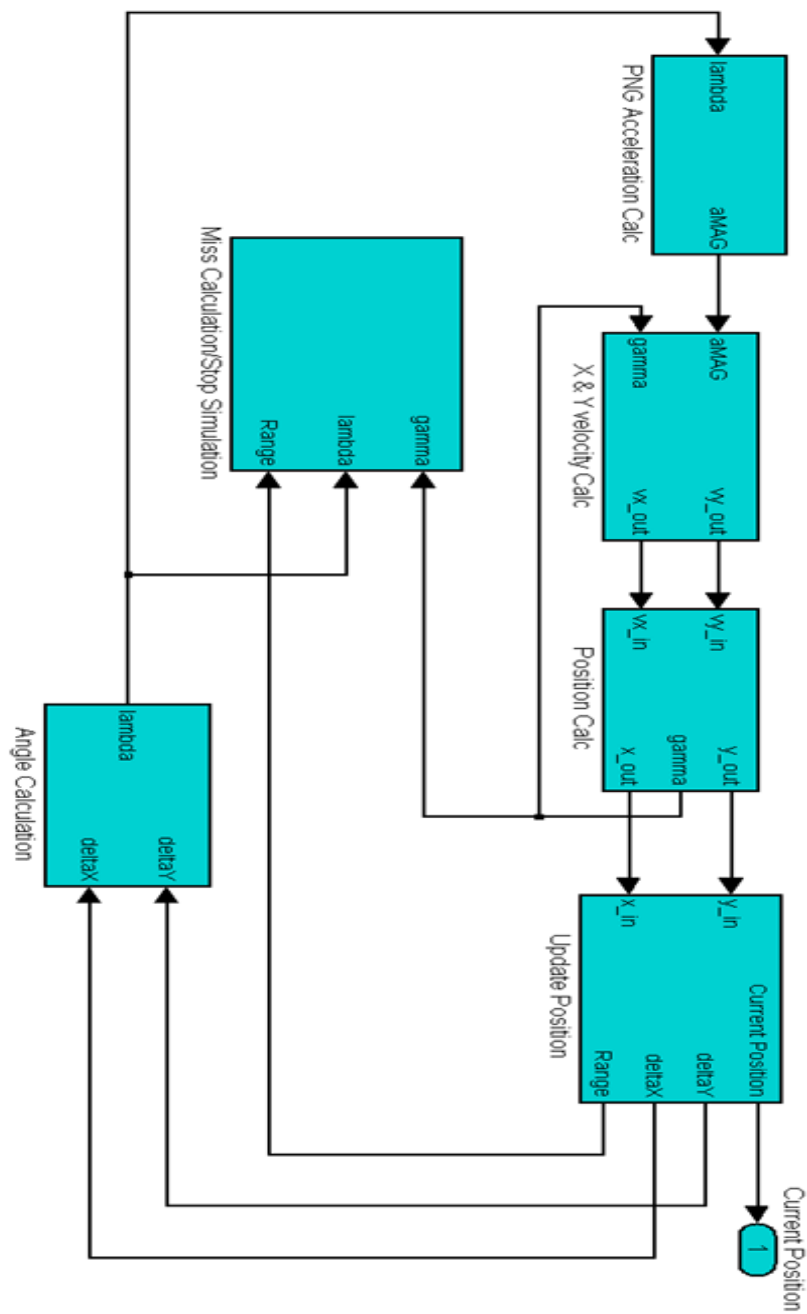 lambda
aMAG
PNG Acceleration Calc
aMAG
gamma
vy_out
vx_out
X & Y velocity Calc
vy_in
vx_in
y_out
gamma
x_out
Position Calc
y_in
x_in
Current Position
deltaY
deltaX
Range
Update Position
1
Current Position
gamma
lambda
Range
Miss Calculation/Stop Simulation
lambda
deltaY
deltaX
Angle Calculation